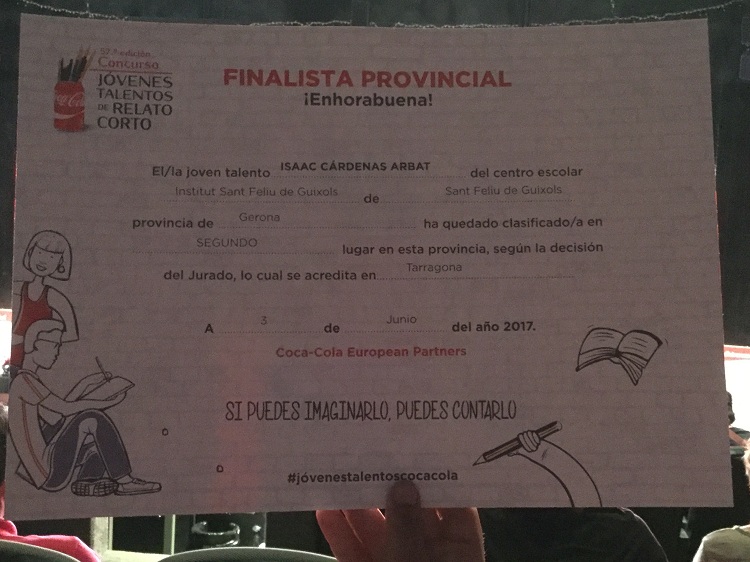 57.ª edición
Concurso
JÓVENES
TALENTOS
DE RELATO
CORTO
Coca-Cola
FINALISTA PROVINCIAL
¡Enhorabuena!
El/la joven talento ISAAC CÁRDENAS ARBAT del centro escolar
Institut Sant Feliu de Guixols de Sant Feliu de Guixols
provincia de Gerona ha quedado clasificado/a en
SEGUNDO lugar en esta provincia, según la decisión
del Jurado, lo cual se acredita en Tarragona
A 3 de Junio del año 2017.
Coca-Cola European Partners
SI PUEDES IMAGINARLO, PUEDES CONTARLO
#jóvenestalentoscocacola